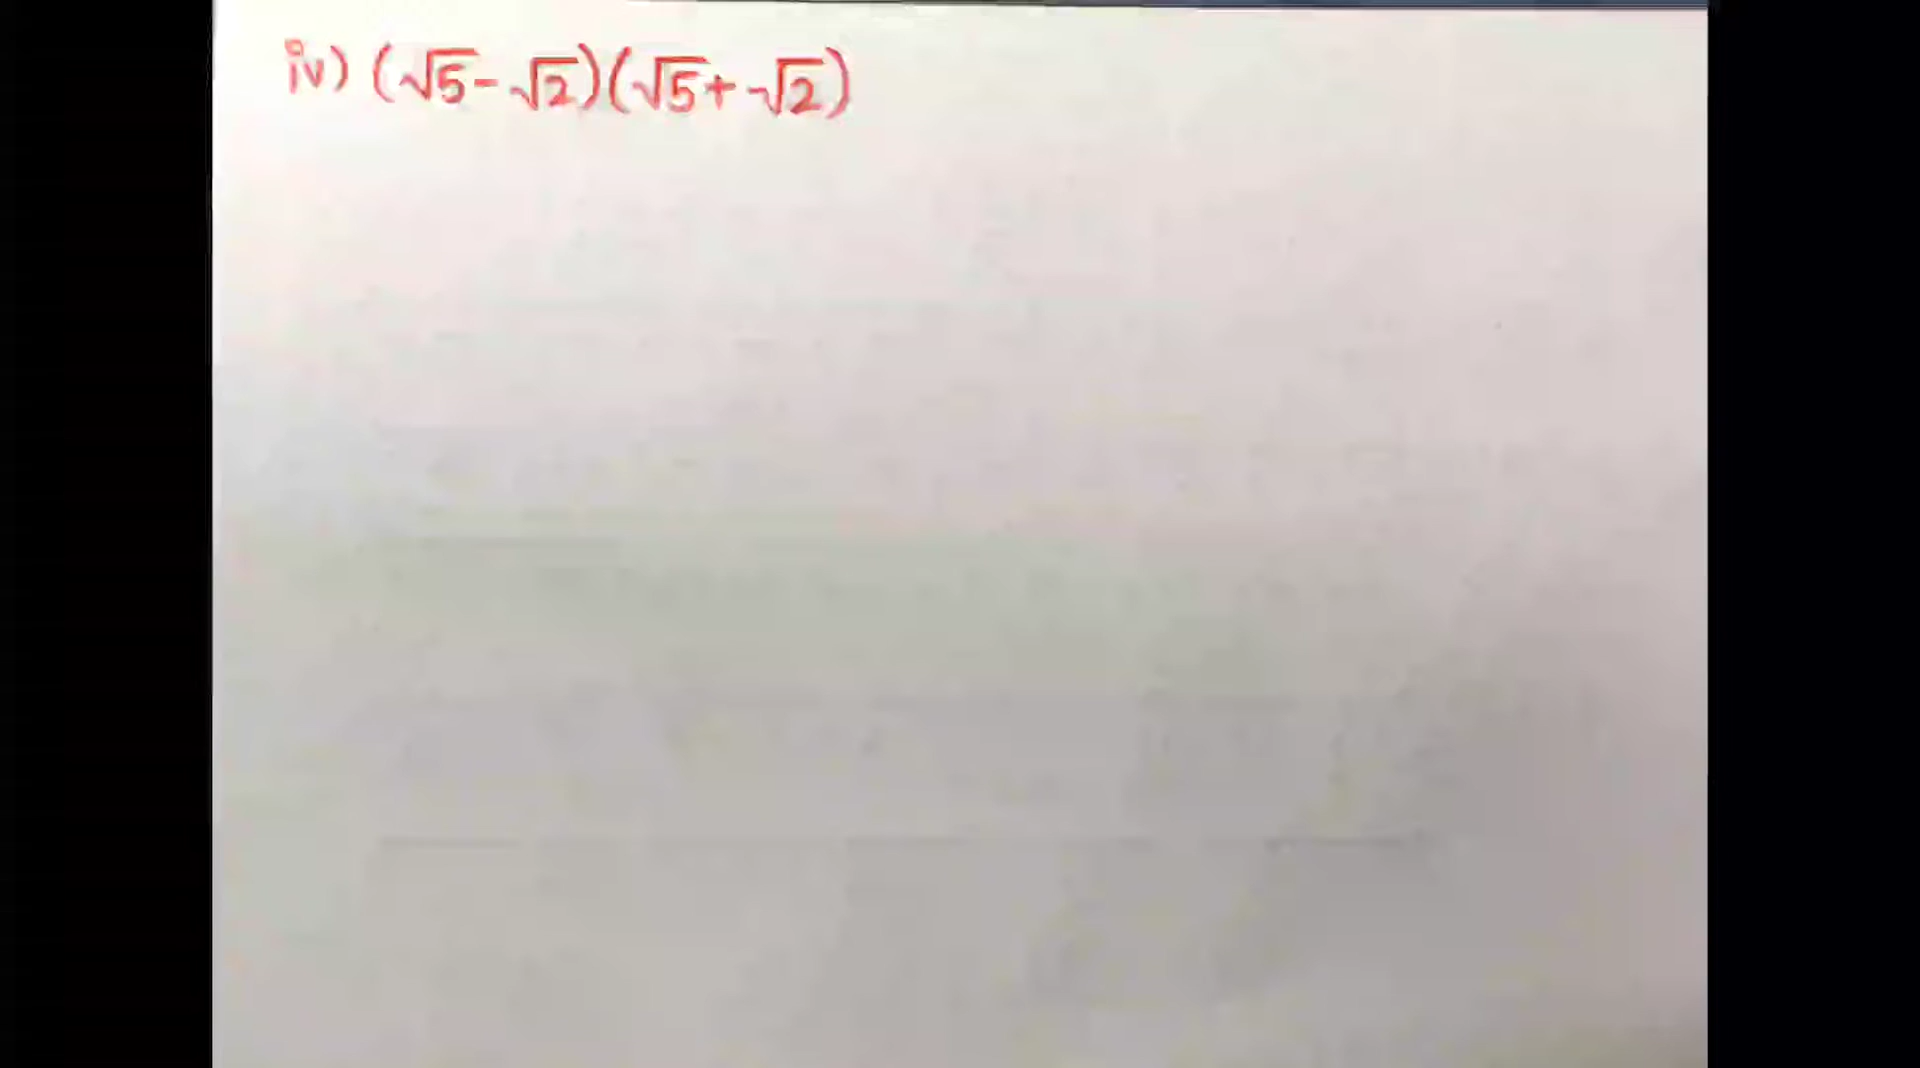 iv) (√5 - √2)(√5 + √2)